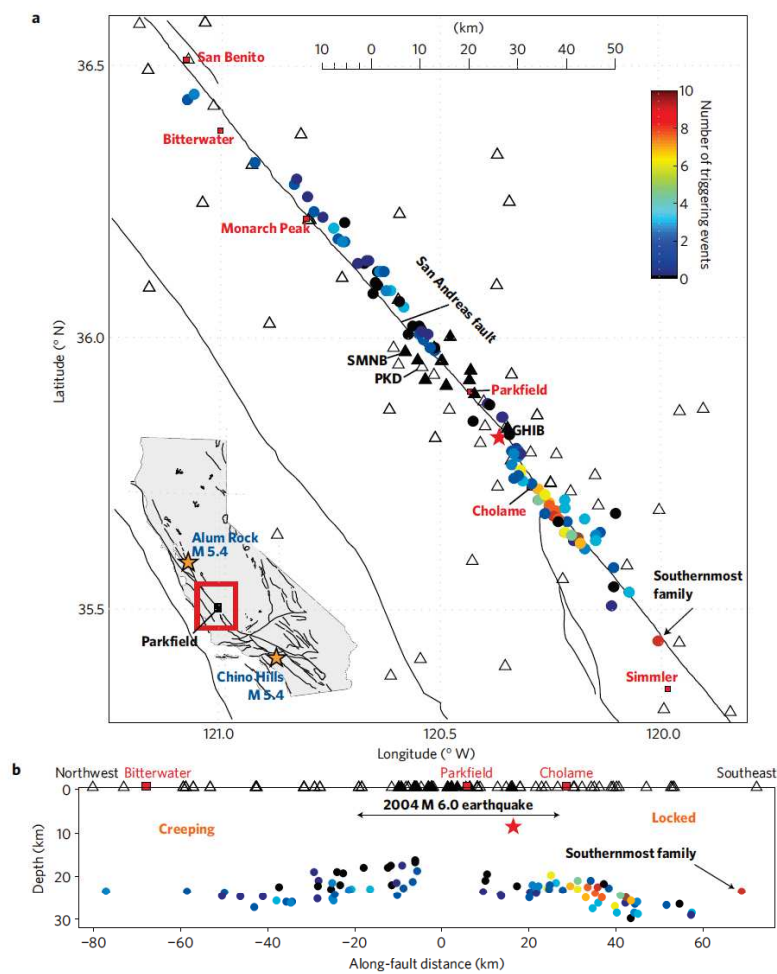 a
(km)
10 0 10 20 30 40 50
36.5
36.0
35.5
Latitude (° N)
San Benito
Bitterwater
Monarch Peak
San Andreas fault
SMNB
PKD
Parkfield
GHIB
Cholame
Southernmost
family
Simmler
10
8
6
4
2
0
Number of triggering events
Alum Rock
M 5.4
Parkfield
Chino Hills
M 5.4
121.0 120.5 120.0
Longitude (° W)
b
Northwest Bitterwater Parkfield Cholame Southeast
0
10
20
30
Depth (km)
2004 M 6.0 earthquake
Creeping
Locked
Southernmost family
−80 −60 −40 −20 0 20 40 60
Along-fault distance (km)